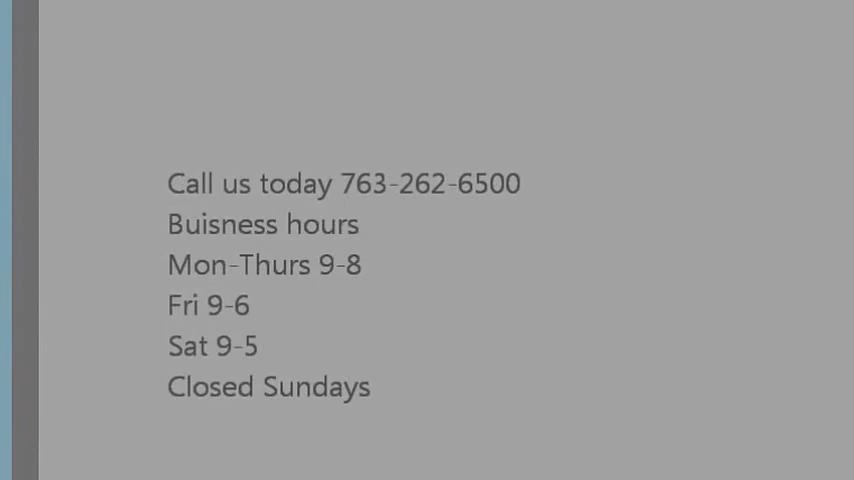 Call us today 763-262-6500
Buisness hours
Mon-Thurs 9-8
Fri 9-6
Sat 9-5
Closed Sundays